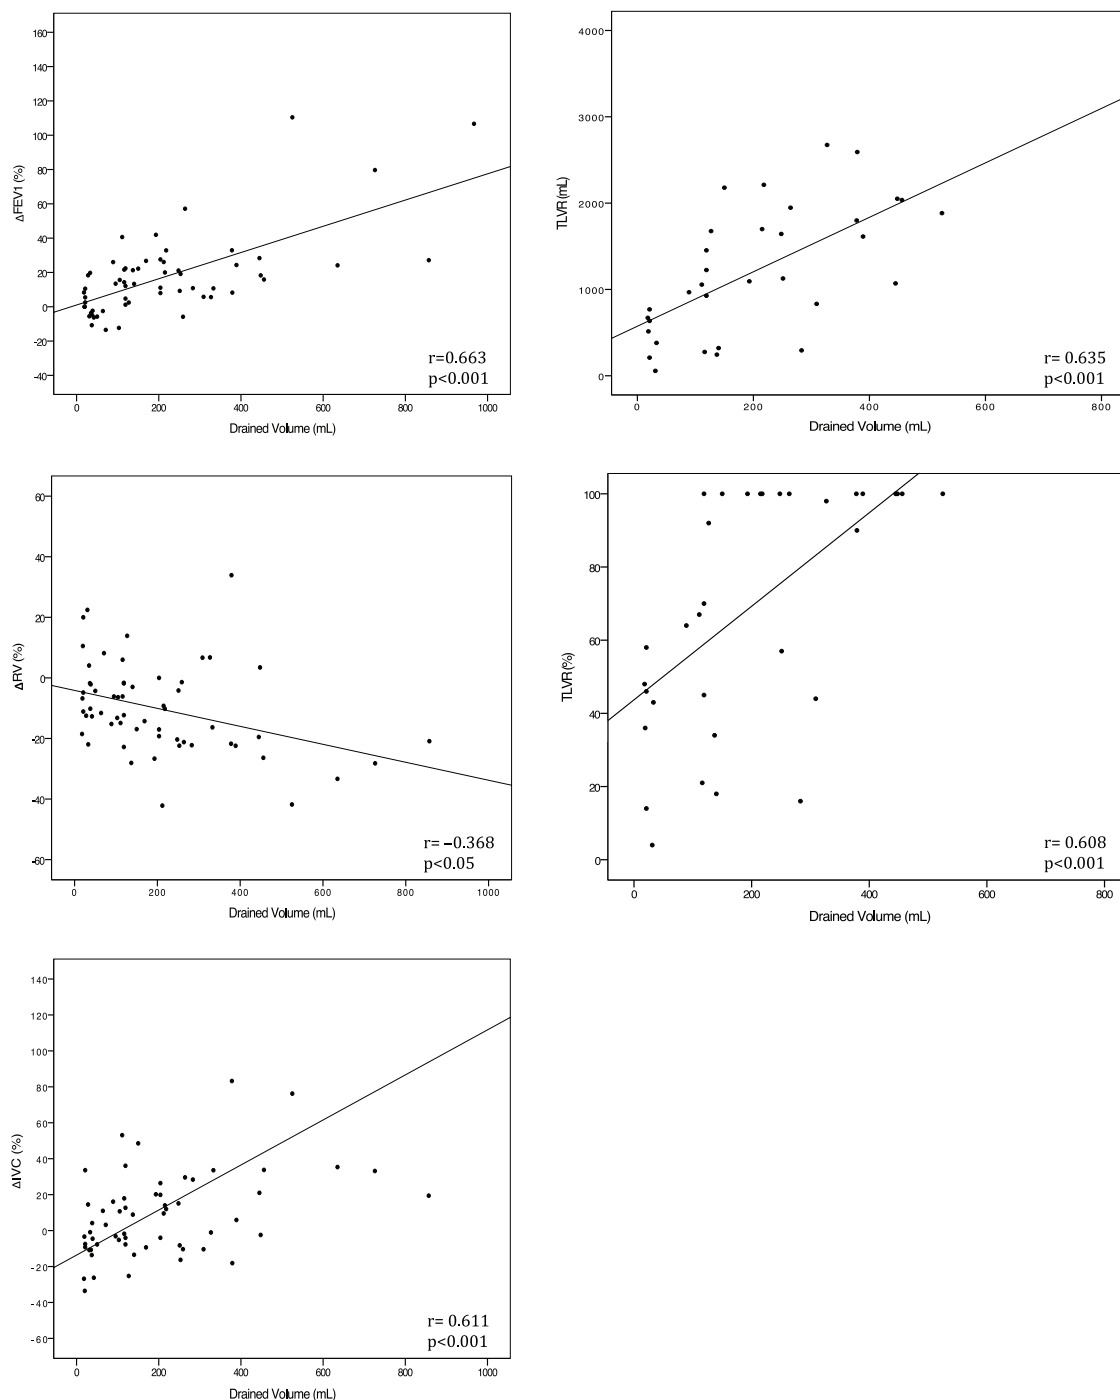 160
140
120
100
80
60
40
20
0
-20
-40
ΔFEV1 (%)
r=0.663
p<0.001
0 200 400 600 800 1000
Drained Volume (mL)
4000
3000
2000
1000
0
TLVR (mL)
r= 0.635
p<0.001
0 200 400 600 800
Drained Volume (mL)
60
40
20
0
-20
-40
-60
ΔRV (%)
r= −0.368
p<0.05
0 200 400 600 800 1000
Drained Volume (mL)
100
80
60
40
20
0
TLVR(%)
r= 0.608
p<0.001
0 200 400 600 800
Drained Volume (mL)
140
120
100
80
60
40
20
0
-20
-40
-60
ΔIVC (%)
r= 0.611
p<0.001
0 200 400 600 800 1000
Drained Volume (mL)